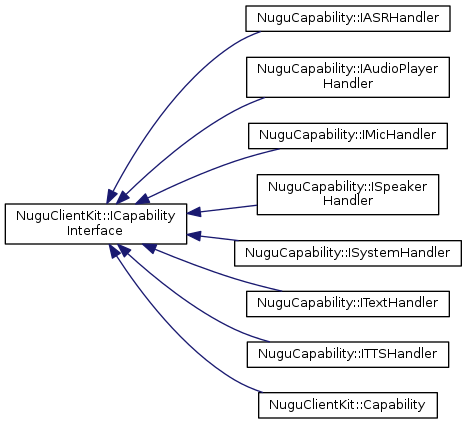 NuguCapability::IASRHandler
NuguCapability::IAudioPlayer
Handler
NuguCapability::IMicHandler
NuguCapability::ISpeaker
Handler
NuguClientKit::ICapability
Interface
NuguCapability::ISystemHandler
NuguCapability::ITextHandler
NuguCapability::ITTSHandler
NuguClientKit::Capability